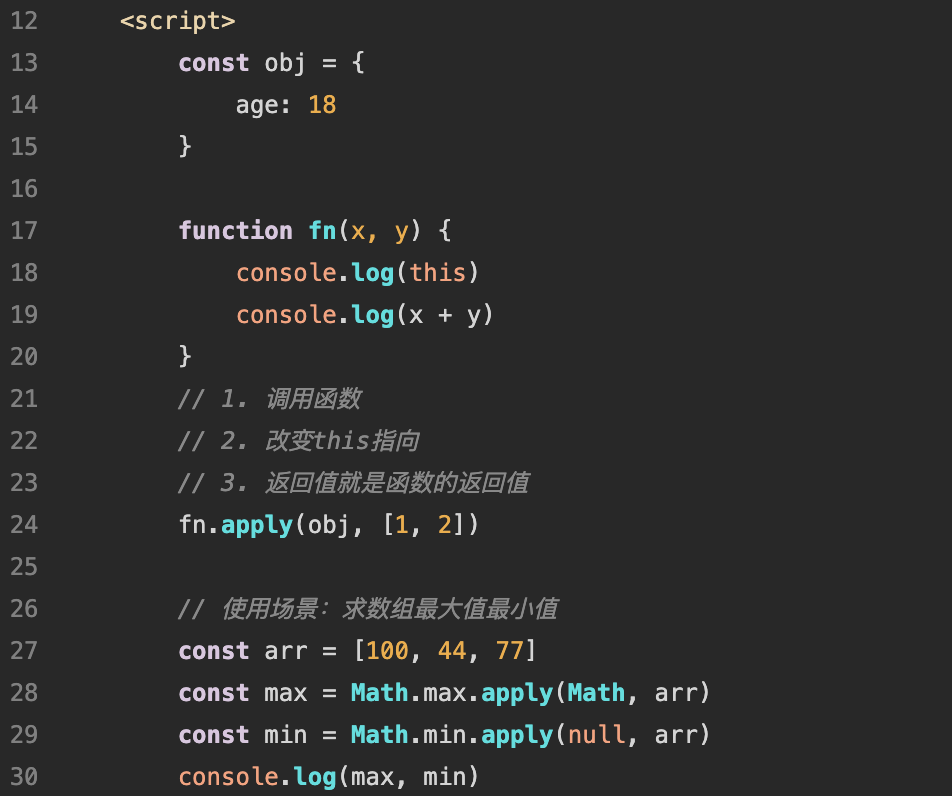 12 <script>
13 const obj = {
14 age: 18
15 }
16
17 function fn(x, y) {
18 console.log(this)
19 console.log(x + y)
20 }
21 // 1. 调用函数
22 // 2. 改变this指向
23 // 3. 返回值就是函数的返回值
24 fn.apply(obj, [1, 2])
25
26 // 使用场景：求数组最大值最小值
27 const arr = [100, 44, 77]
28 const max = Math.max.apply(Math, arr)
29 const min = Math.min.apply(null, arr)
30 console.log(max, min)